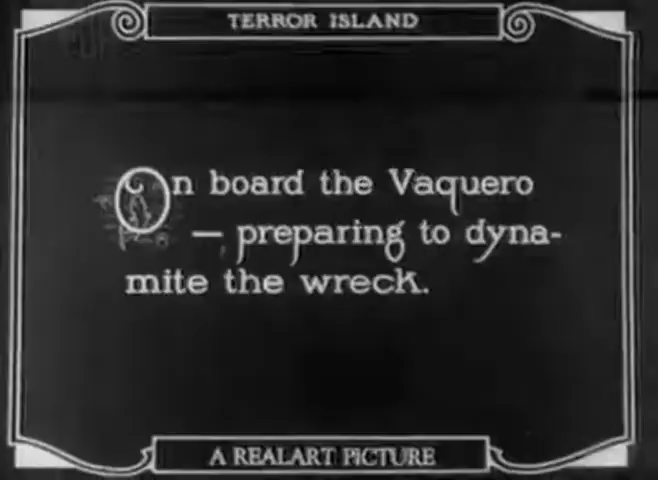 TERROR ISLAND
On board the Vaquero
— preparing to dyna-
mite the wreck.
A REALART PICTURE